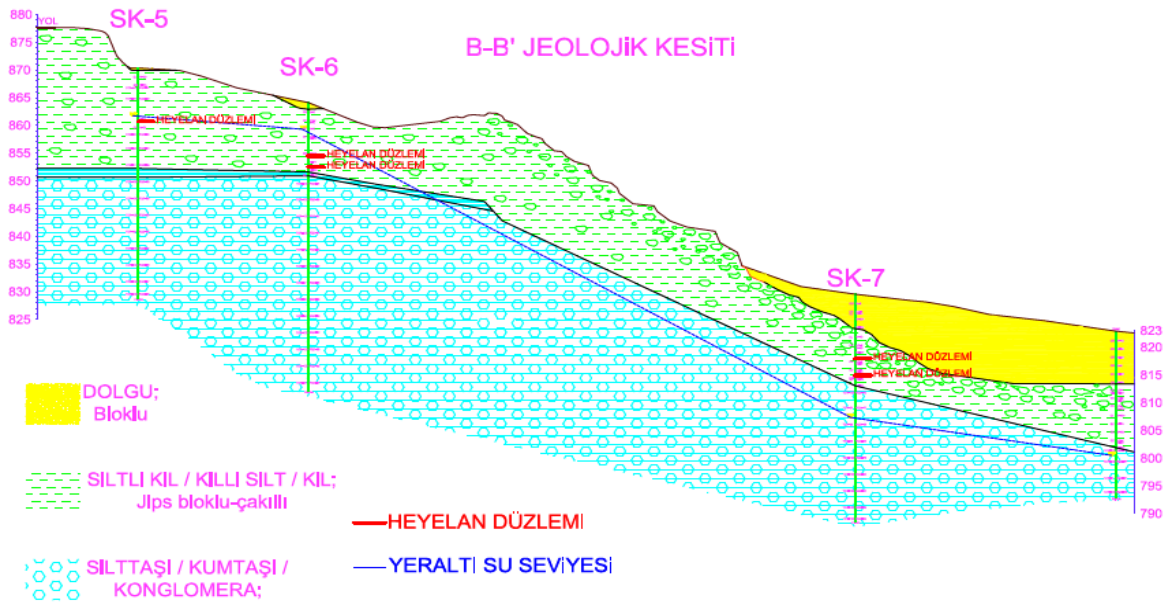 880
YOL
SK-5
875
870
865
860
855
850
845
840
835
830
825
B-B' JEOLOJİK KESİTİ
SK-6
HEYELAN DÜZLEMİ
HEYELAN DÜZLEMİ
HEYELAN DÜZLEMİ
SK-7
HEYELAN DÜZLEMİ
HEYELAN DÜZLEMİ
823
820
815
810
805
800
795
790
DOLGU;
Bloklu
SİLTLİ KİL / KİLLİ SİLT / KİL;
Jips bloklu-çakıllı
HEYELAN DÜZLEMİ
SİLTTAŞI / KUMTAŞI /
KONGLOMERA;
YERALTI SU SEVİYESİ